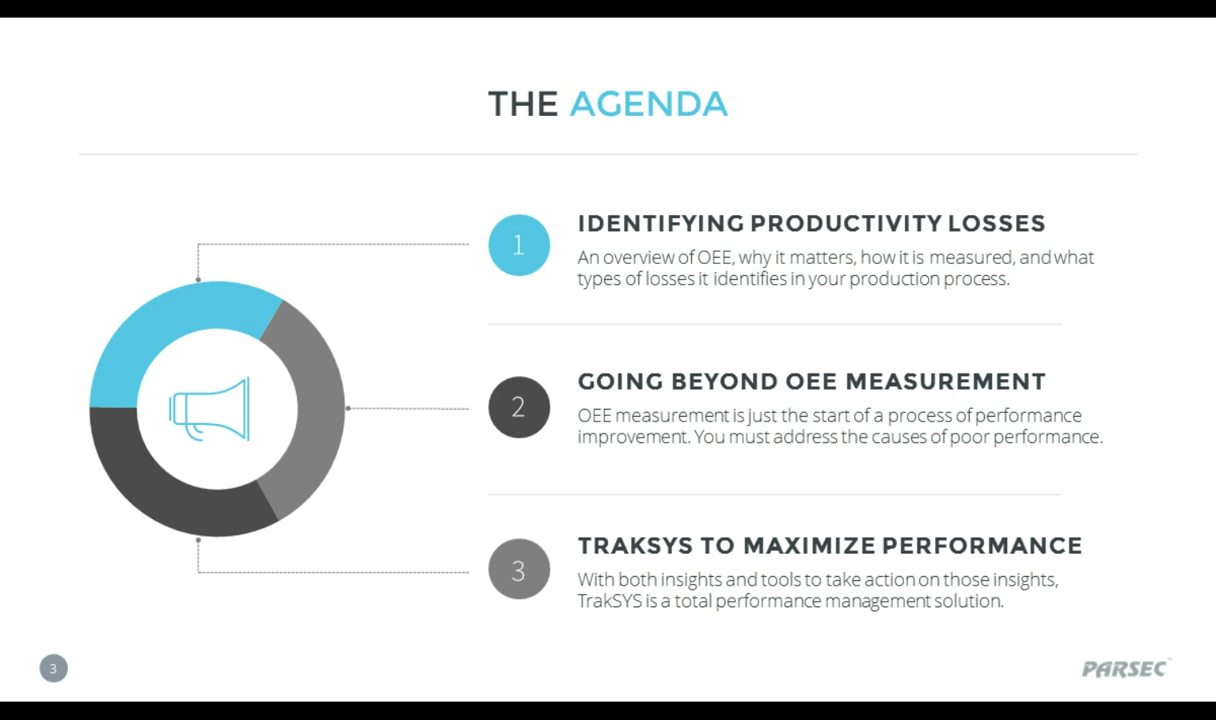 THE AGENDA
1
IDENTIFYING PRODUCTIVITY LOSSES
An overview of OEE, why it matters, how it is measured, and what
types of losses it identifies in your production process.
2
GOING BEYOND OEE MEASUREMENT
OEE measurement is just the start of a process of performance
improvement. You must address the causes of poor performance.
3
TRAKSYS TO MAXIMIZE PERFORMANCE
With both insights and tools to take action on those insights,
TrakSYS is a total performance management solution.
3
PARSEC™